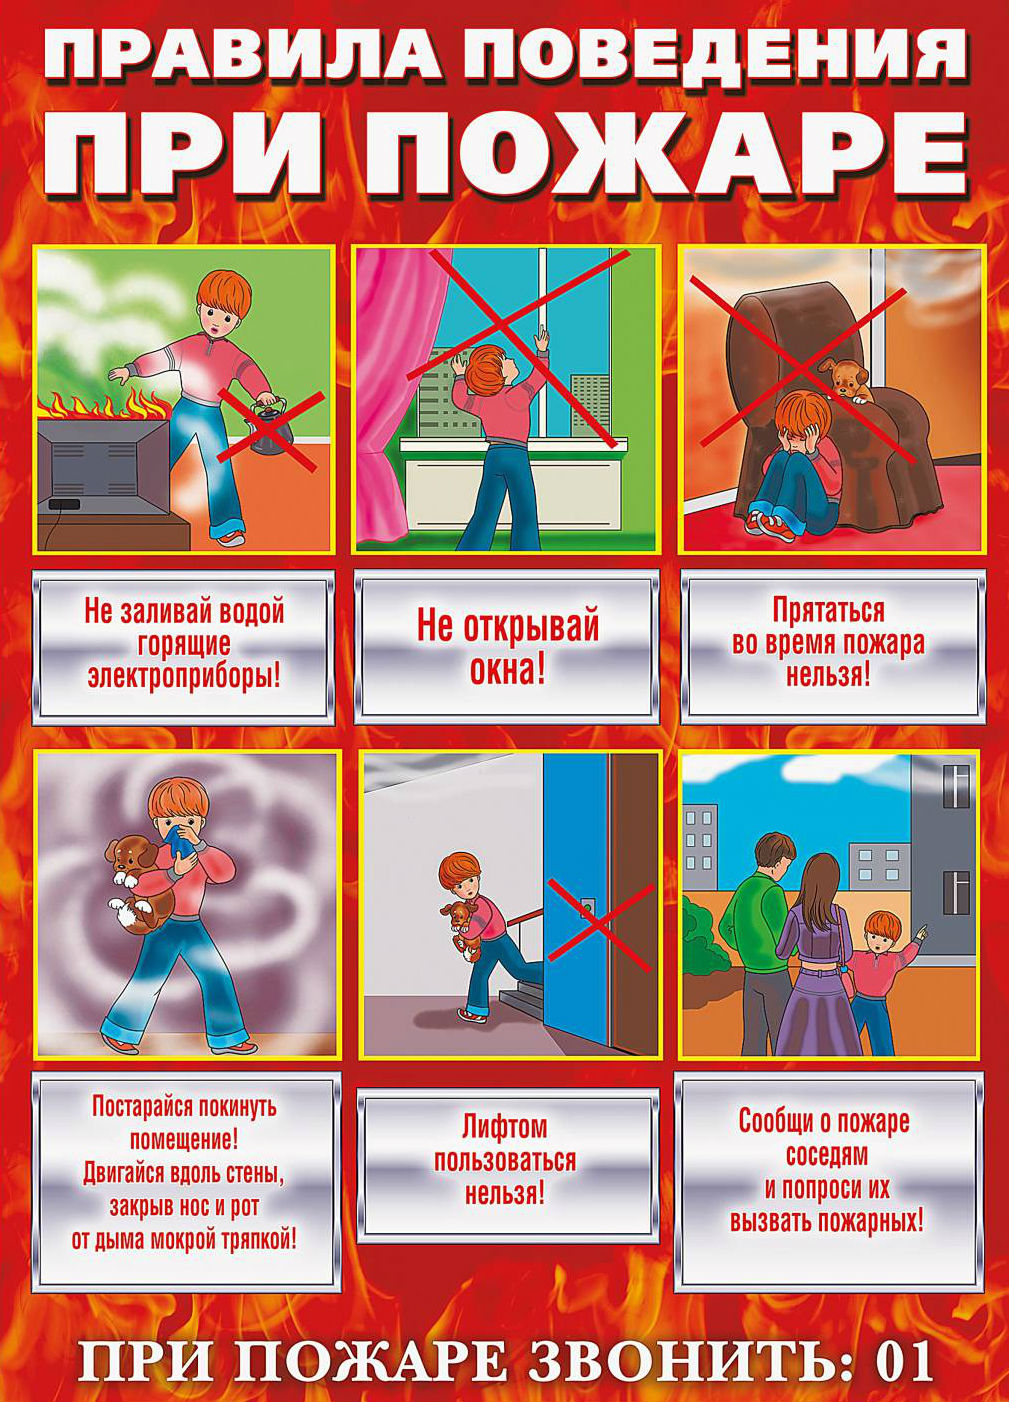 ПРАВИЛА ПОВЕДЕНИЯ
ПРИ ПОЖАРЕ
Не заливай водой
горящие
электроприборы!
Не открывай
окна!
Прятаться
во время пожара
нельзя!
Постарайся покинуть
помещение!
Двигайся вдоль стены,
закрыв нос и рот
от дыма мокрой тряпкой!
Лифтом
пользоваться
нельзя!
Сообщи о пожаре
соседям
и попроси их
вызвать пожарных!
ПРИ ПОЖАРЕ ЗВОНИТЬ: 01